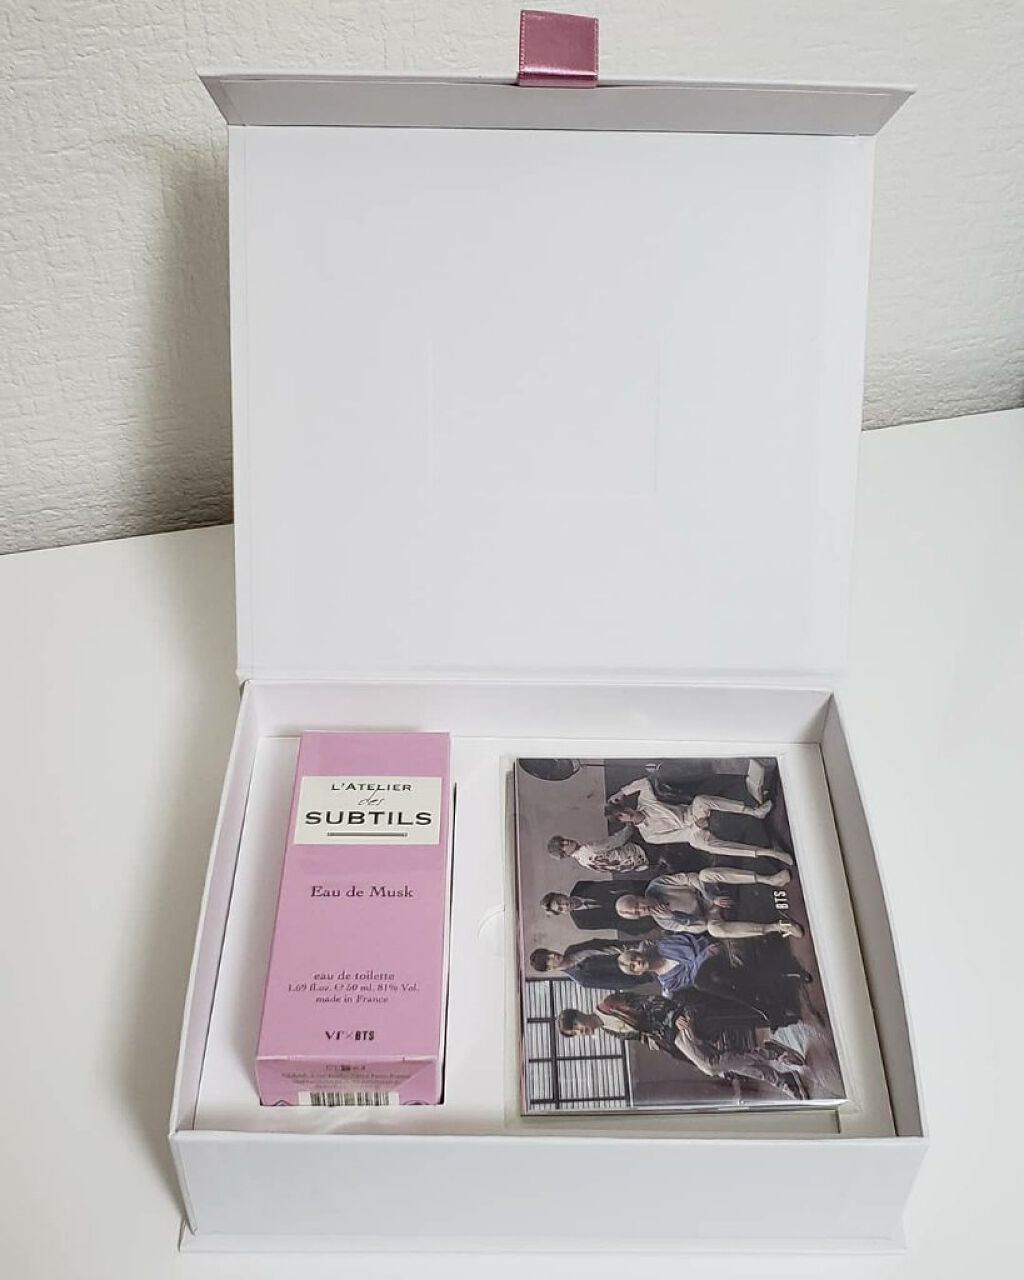 L'ATELIER
des
SUBTILS
Eau de Musk
eau de toilette
1.69 fl.oz. ℮ 50 ml. 81% Vol.
made in France
VT×BTS
VT×BTS